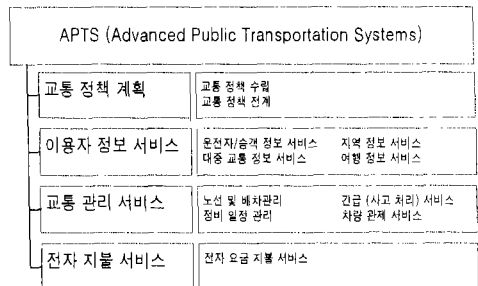 APTS (Advanced Public Transportation Systems)
교통 정책 계획
교통 정책 수립
교통 정책 전개
이용자 정보 서비스
운전자/승객 정보 서비스 지역 정보 서비스
대중 교통 정보 서비스 여행 정보 서비스
교통 관리 서비스
노선 및 배차관리 긴급 (사고 처리) 서비스
정비 일정 관리 차량 관제 서비스
전자 지불 서비스
전자 요금 지불 서비스